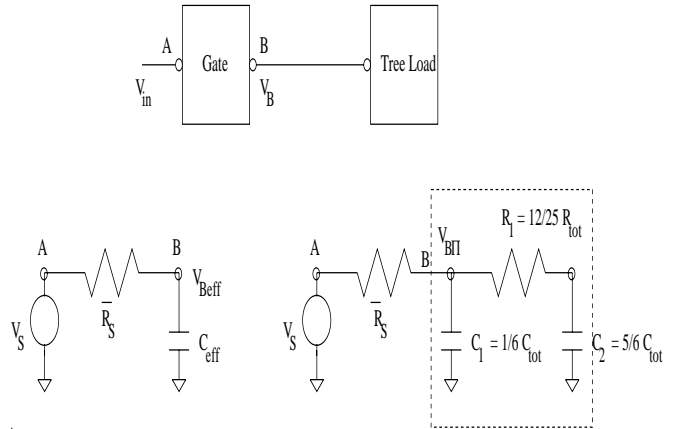 A
B
Gate
Tree Load
V_in
V_B
R_1 = 12/25 R_tot
A
B
V_Beff
A
B
V_BΠ
V_S
R̅_S
C_eff
V_S
R̅_S
C_1 = 1/6 C_tot
C_2 = 5/6 C_tot